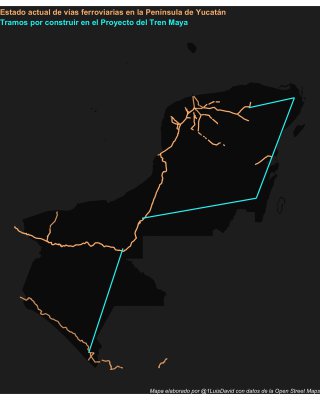 Estado actual de vías ferroviarias en la Península de Yucatán
Tramos por construir en el Proyecto del Tren Maya
Mapa elaborado por @1LuisDavid con datos de la Open Street Maps